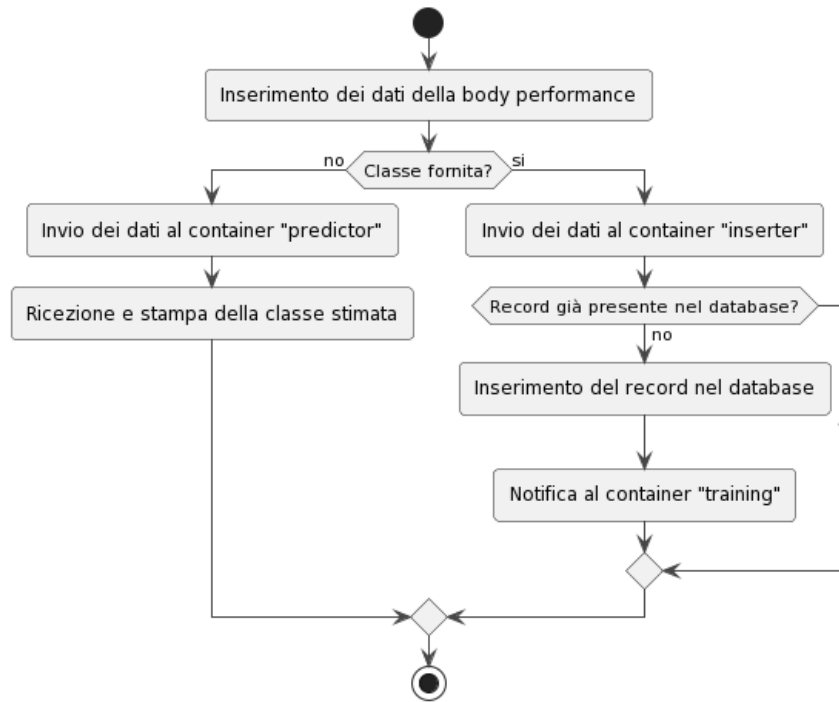 Inserimento dei dati della body performance
no
Classe fornita?
si
Invio dei dati al container "predictor"
Invio dei dati al container "inserter"
Ricezione e stampa della classe stimata
Record già presente nel database?
no
Inserimento del record nel database
Notifica al container "training"